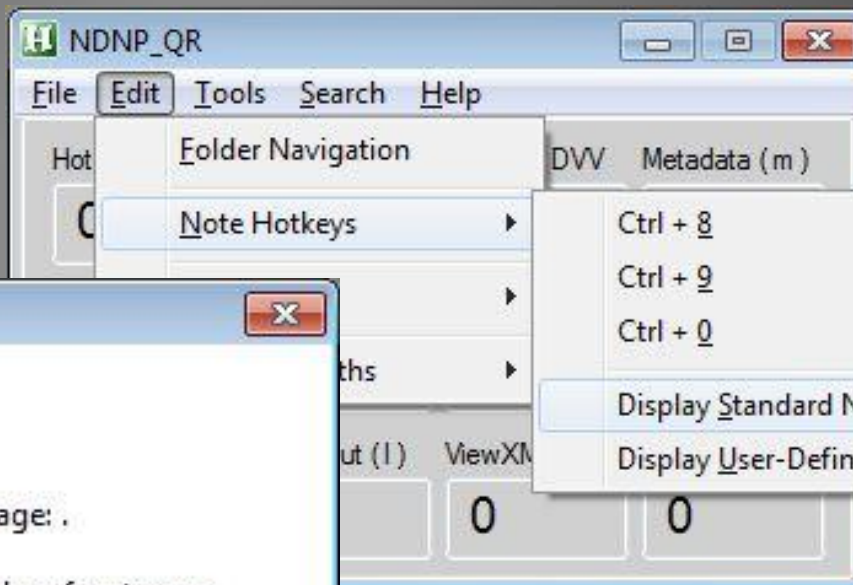 NDNP_QR
File Edit Tools Search Help
Hot DVV Metadata ( m )
Folder Navigation
Note Hotkeys
Ctrl + 8
Ctrl + 9
Ctrl + 0
ths
Display Standard N
Display User-Defin
ut ( l ) ViewXM
0 0
age: .